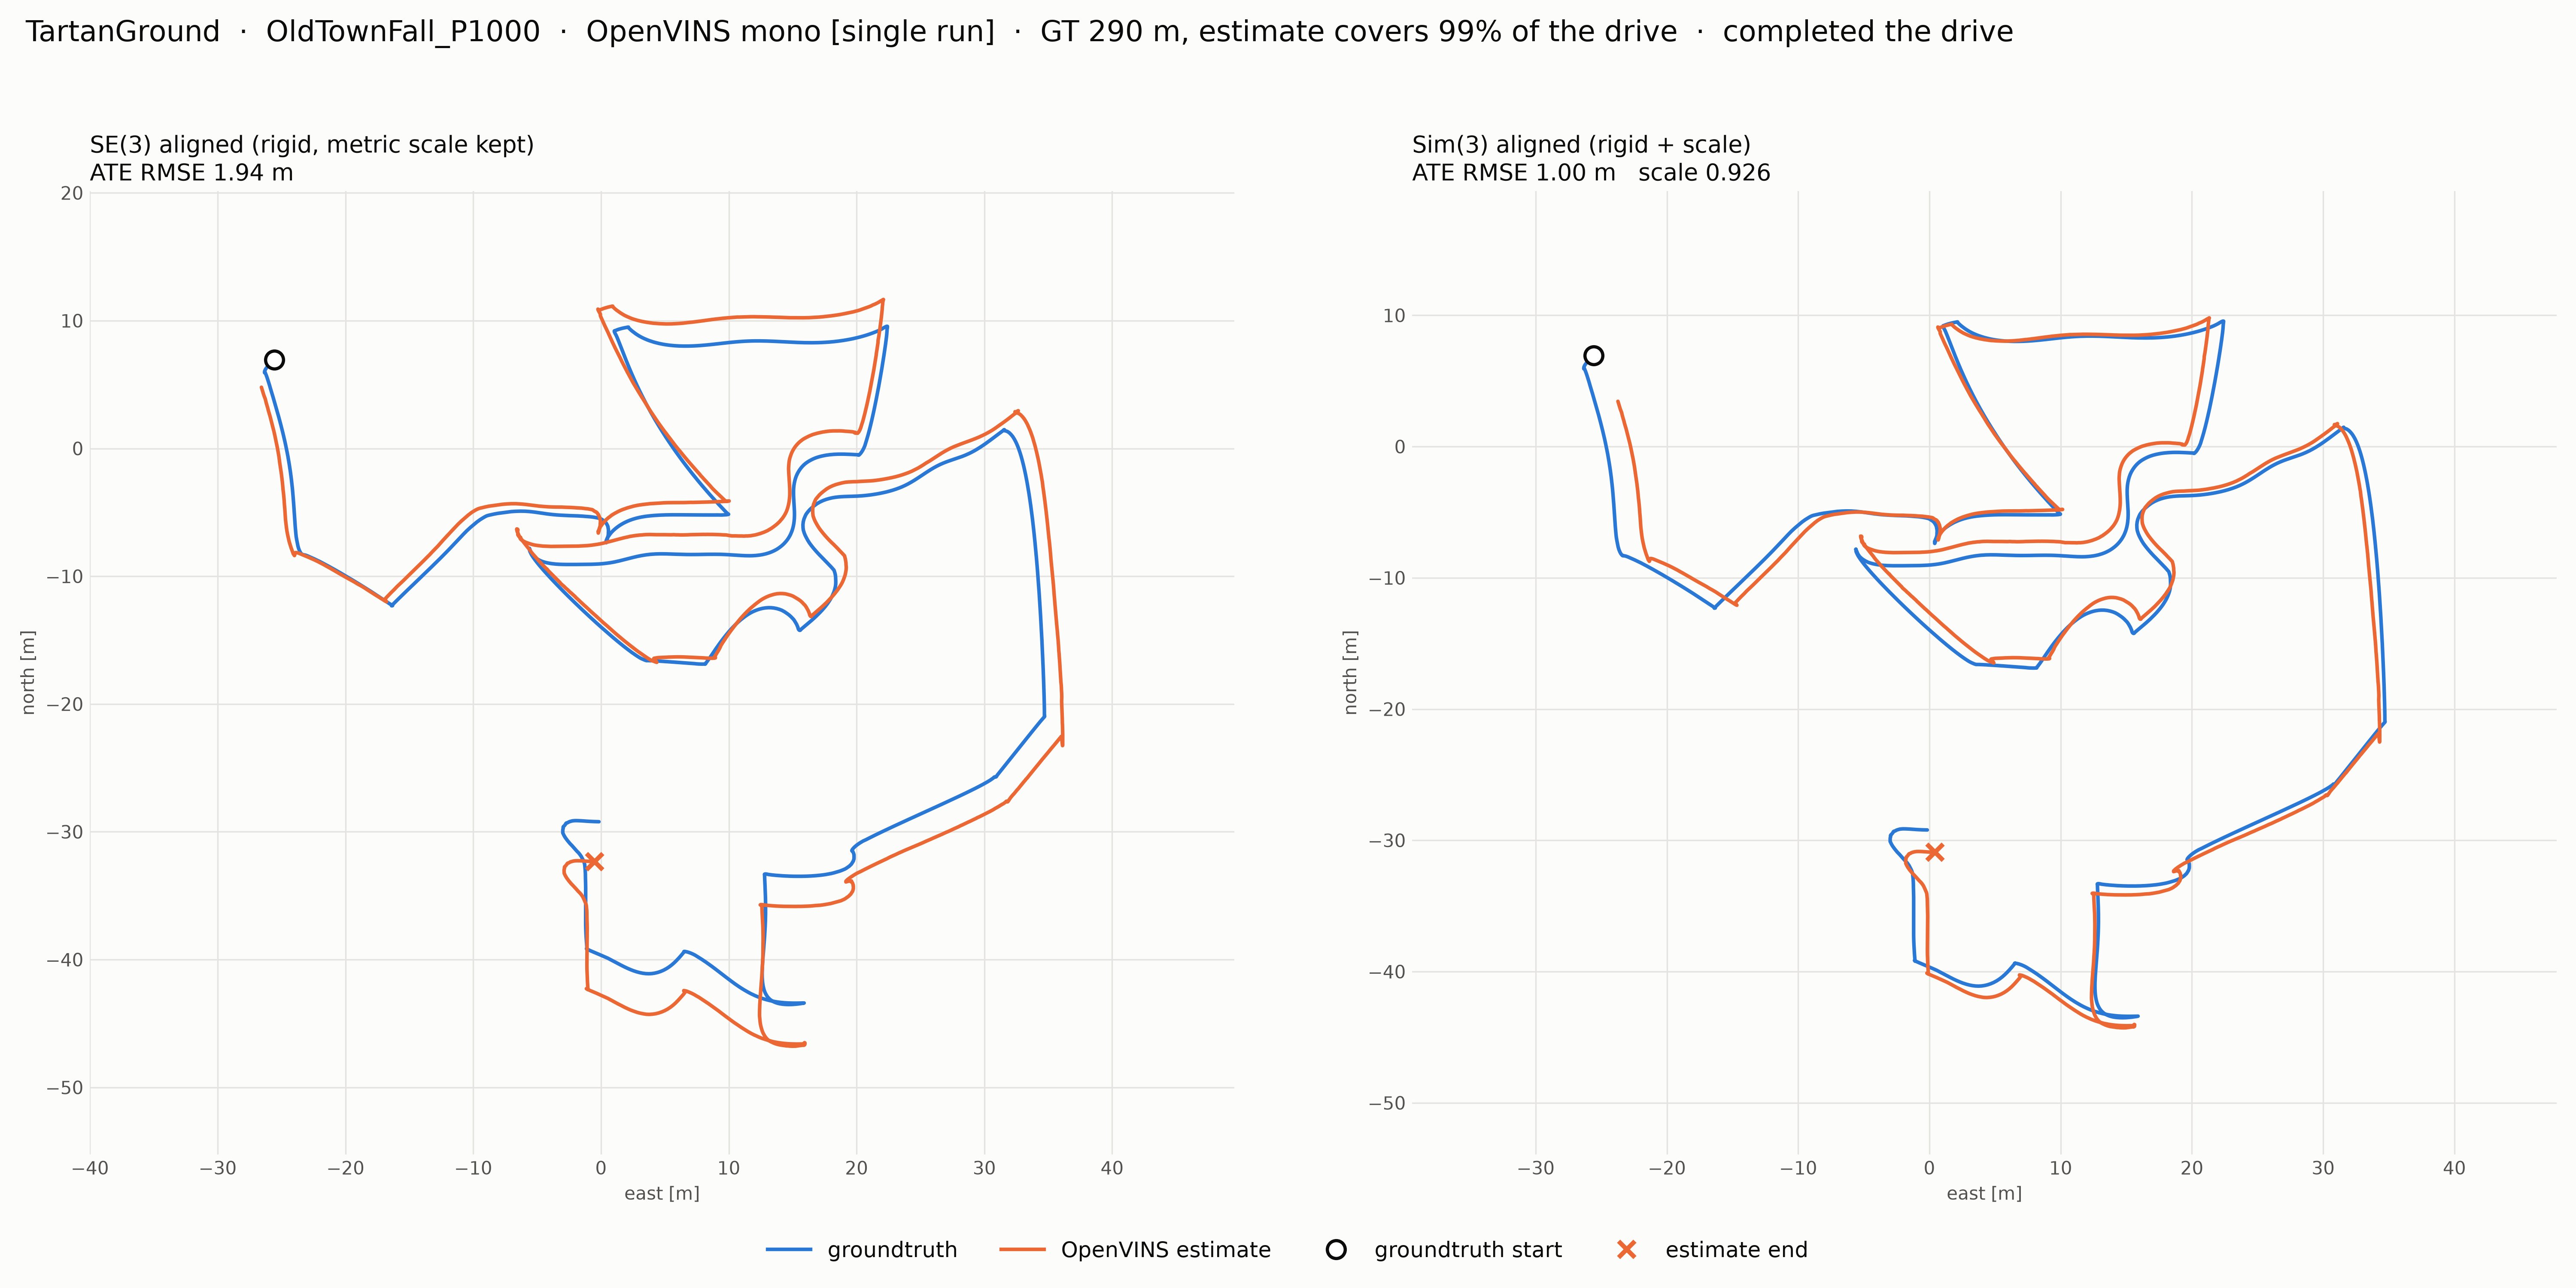 TartanGround · OldTownFall_P1000 · OpenVINS mono [single run] · GT 290 m, estimate covers 99% of the drive · completed the drive
SE(3) aligned (rigid, metric scale kept)
ATE RMSE 1.94 m
20
10
0
−10
−20
−30
−40
−50
north [m]
−40
−30
−20
−10
0
10
20
30
40
east [m]
Sim(3) aligned (rigid + scale)
ATE RMSE 1.00 m scale 0.926
10
0
−10
−20
−30
−40
−50
north [m]
−30
−20
−10
0
10
20
30
40
east [m]
groundtruth
OpenVINS estimate
groundtruth start
estimate end